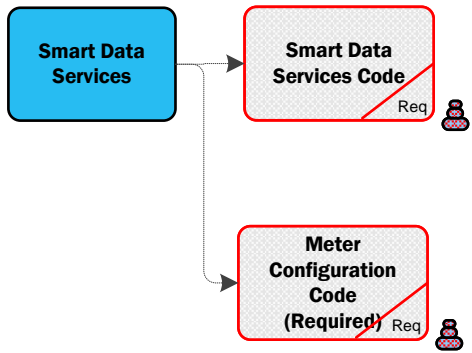 Smart Data
Services
Smart Data
Services Code
Req
Meter
Configuration
Code
(Required)
Req